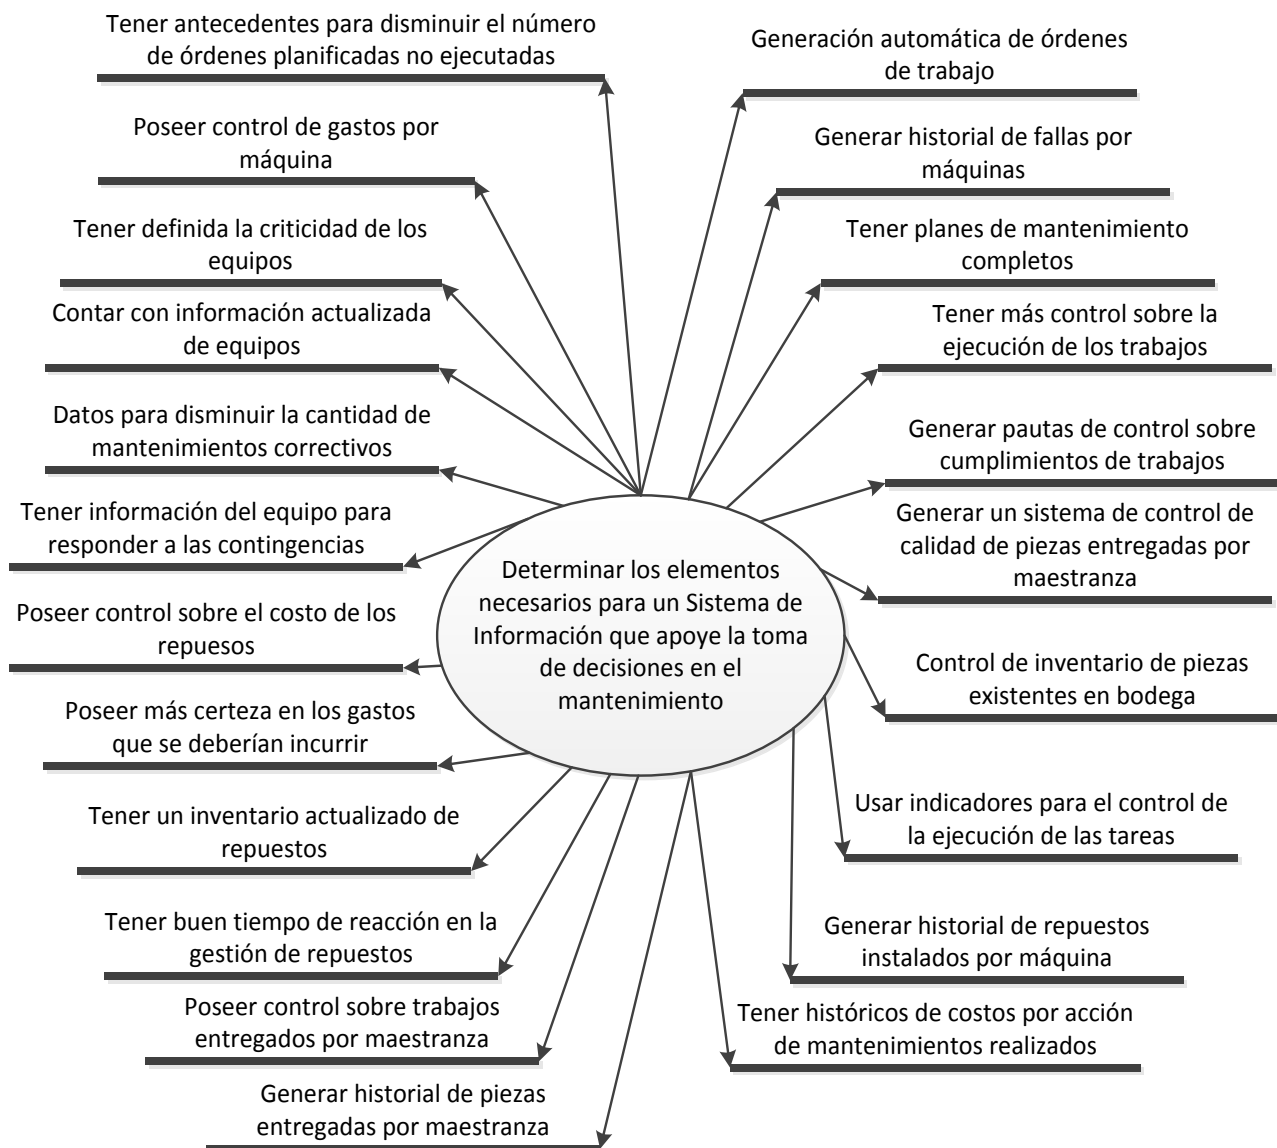 Tener antecedentes para disminuir el número
de órdenes planificadas no ejecutadas
Poseer control de gastos por
máquina
Tener definida la criticidad de los
equipos
Contar con información actualizada
de equipos
Datos para disminuir la cantidad de
mantenimientos correctivos
Tener información del equipo para
responder a las contingencias
Poseer control sobre el costo de los
repuesos
Poseer más certeza en los gastos
que se deberían incurrir
Tener un inventario actualizado de
repuestos
Tener buen tiempo de reacción en la
gestión de repuestos
Poseer control sobre trabajos
entregados por maestranza
Generar historial de piezas
entregadas por maestranza
Determinar los elementos
necesarios para un Sistema de
Información que apoye la toma
de decisiones en el
mantenimiento
Generación automática de órdenes
de trabajo
Generar historial de fallas por
máquinas
Tener planes de mantenimiento
completos
Tener más control sobre la
ejecución de los trabajos
Generar pautas de control sobre
cumplimientos de trabajos
Generar un sistema de control de
calidad de piezas entregadas por
maestranza
Control de inventario de piezas
existentes en bodega
Usar indicadores para el control de
la ejecución de las tareas
Generar historial de repuestos
instalados por máquina
Tener históricos de costos por acción
de mantenimientos realizados